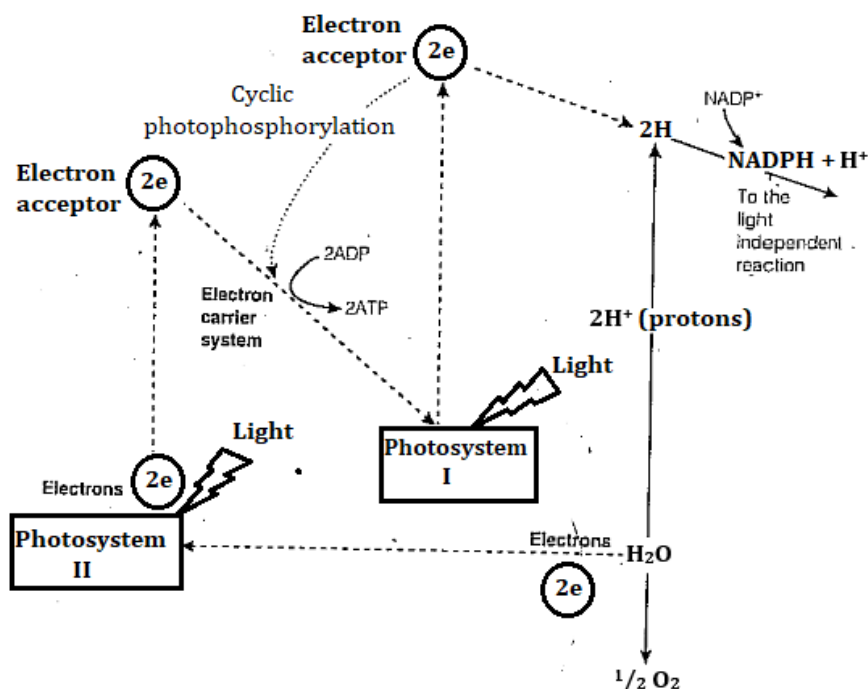 Electron
acceptor
2e
Cyclic
photophosphorylation
NADP⁺
2H
NADPH + H⁺
Electron
acceptor
2e
To the
light
independent
reaction
2ADP
2ATP
Electron
carrier
system
2H⁺ (protons)
Light
Photosystem
I
Light
Electrons
2e
Photosystem
II
Electrons
H₂O
2e
¹/₂ O₂